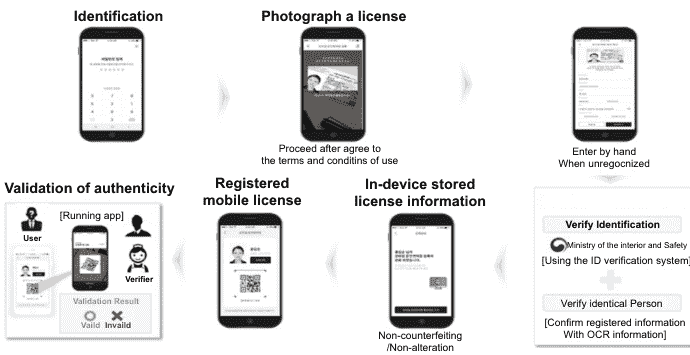 Identification
Photograph a license
Proceed after agree to
the terms and conditins of use
Enter by hand
When unregocnized
Validation of authenticity
Registered
mobile license
In-device stored
license information
[Running app]
User
Verifier
Validation Result
Vaild Invaild
Non-counterfeiting
/Non-alteration
Verify Identification
Ministry of the interior and Safety
[Using the ID verification system]
Verify identical Person
[Confirm registered information
With OCR information]